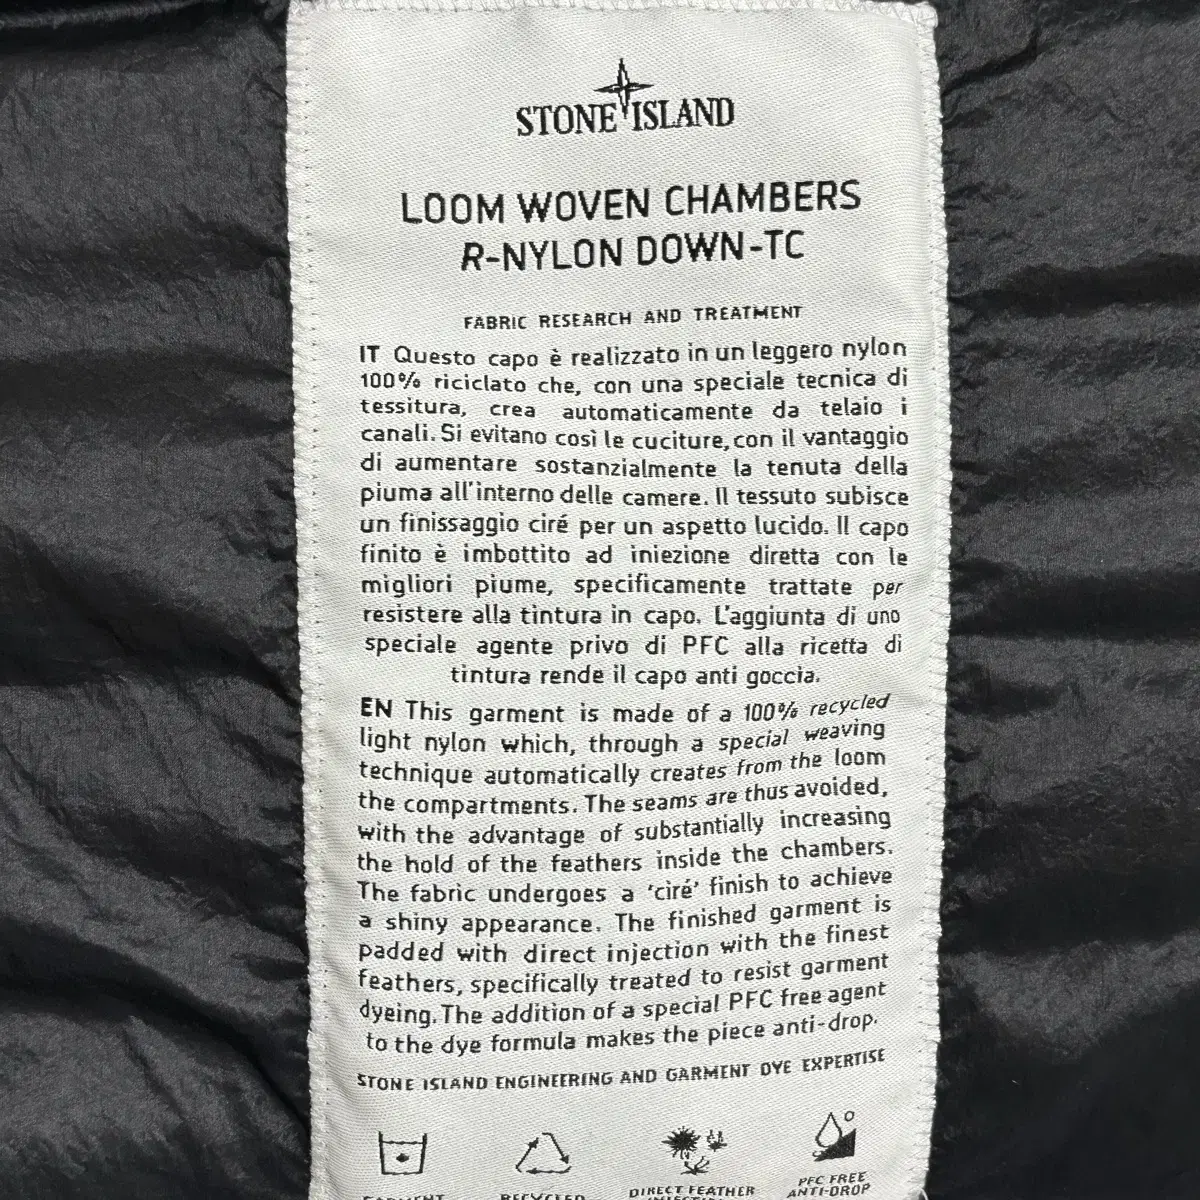 STONE ISLAND
LOOM WOVEN CHAMBERS
R-NYLON DOWN-TC
FABRIC RESEARCH AND TREATMENT
IT Questo capo è realizzato in un leggero nylon
100% riciclato che, con una speciale tecnica di
tessitura, crea automaticamente da telaio i
canali. Si evitano così le cuciture, con il vantaggio
di aumentare sostanzialmente la tenuta della
piuma all'interno delle camere. Il tessuto subisce
un finissaggio ciré per un aspetto lucido. Il capo
finito è imbottito ad iniezione diretta con le
migliori piume, specificamente trattate per
resistere alla tintura in capo. L'aggiunta di uno
speciale agente privo di PFC alla ricetta di
tintura rende il capo anti goccia.
EN This garment is made of a 100% recycled
light nylon which, through a special weaving
technique automatically creates from the loom
the compartments. The seams are thus avoided,
with the advantage of substantially increasing
the hold of the feathers inside the chambers.
The fabric undergoes a 'ciré' finish to achieve
a shiny appearance. The finished garment is
padded with direct injection with the finest
feathers, specifically treated to resist garment
dyeing. The addition of a special PFC free agent
to the dye formula makes the piece anti-drop.
STONE ISLAND ENGINEERING AND GARMENT DYE EXPERTISE
GARMENT RECYCLED DIRECT FEATHER PFC FREE
INJECTION ANTI-DROP